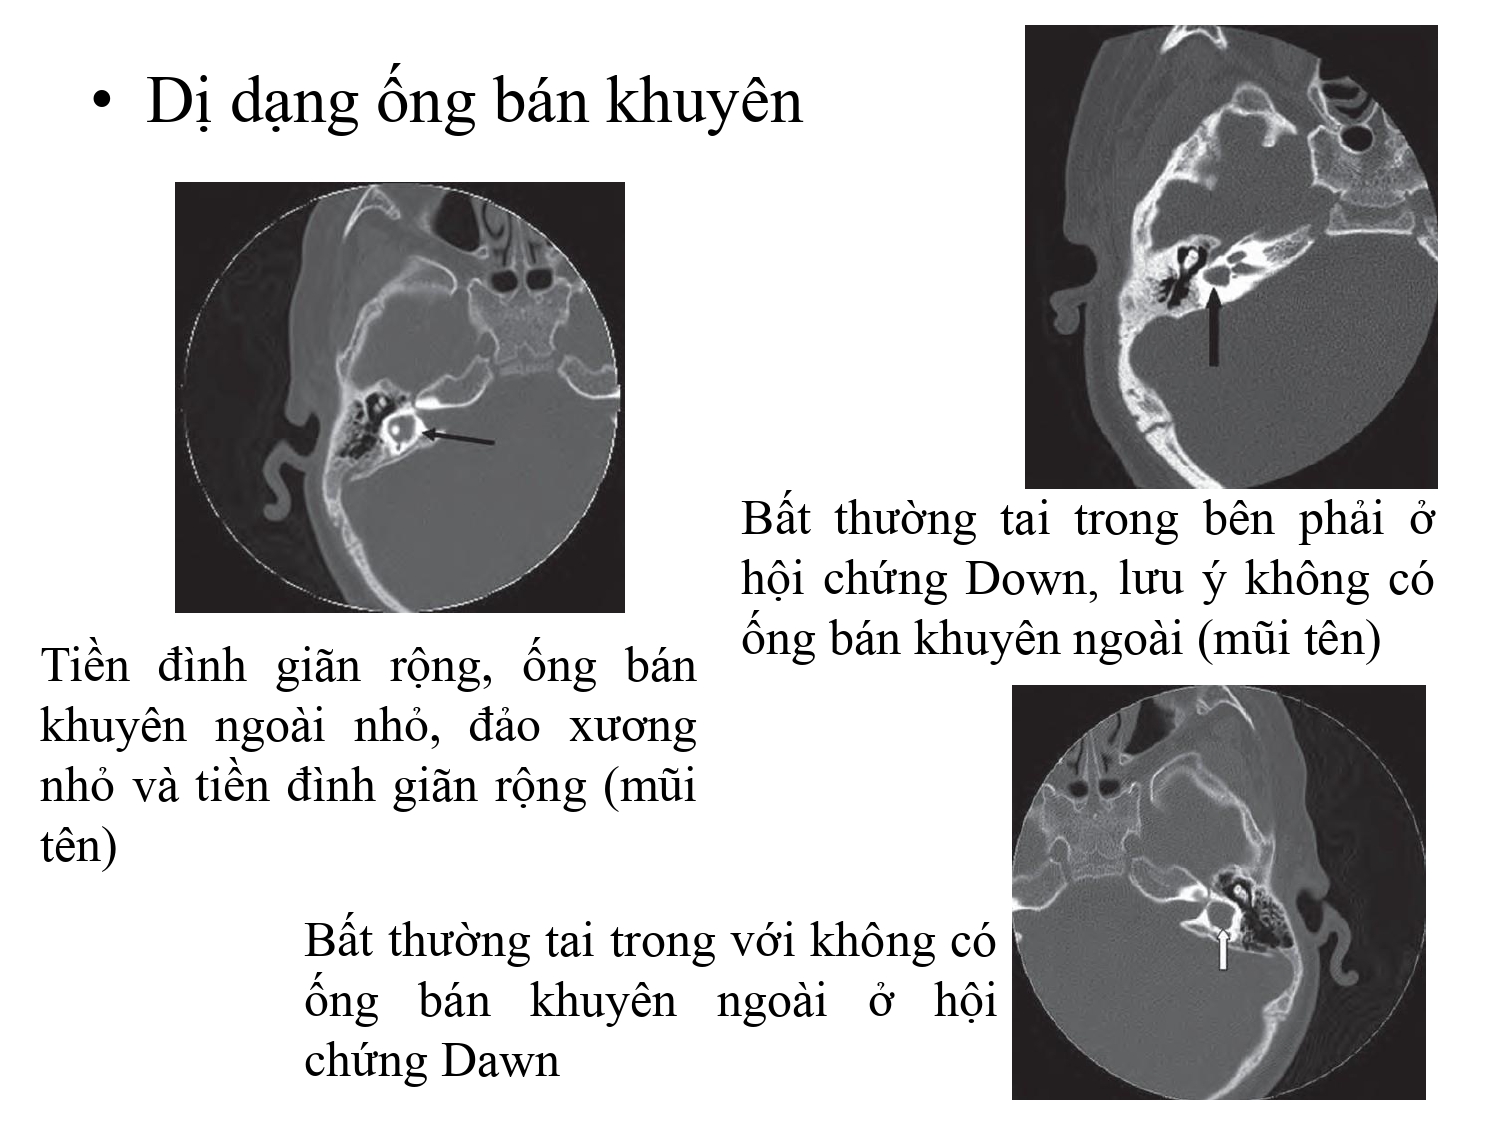 • Dị dạng ống bán khuyên
Bất thường tai trong bên phải ở
hội chứng Down, lưu ý không có
ống bán khuyên ngoài (mũi tên)
Tiền đình giãn rộng, ống bán
khuyên ngoài nhỏ, đảo xương
nhỏ và tiền đình giãn rộng (mũi
tên)
Bất thường tai trong với không có
ống bán khuyên ngoài ở hội
chứng Dawn